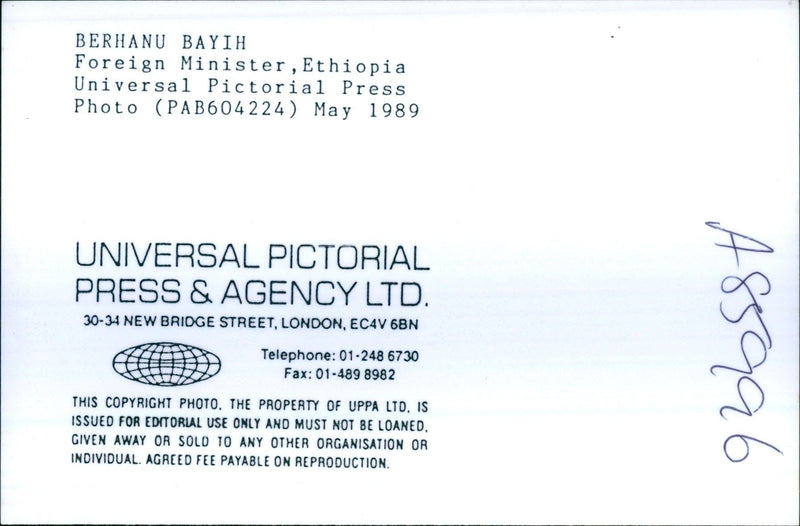 BERHANU BAYIH
Foreign Minister,Ethiopia
Universal Pictorial Press
Photo (PAB604224) May 1989
UNIVERSAL PICTORIAL
PRESS & AGENCY LTD.
30-34 NEW BRIDGE STREET, LONDON, EC4V 6BN
Telephone: 01-248 6730
Fax: 01-489 8982
THIS COPYRIGHT PHOTO, THE PROPERTY OF UPPA LTD, IS
ISSUED FOR EDITORIAL USE ONLY AND MUST NOT BE LOANED,
GIVEN AWAY OR SOLD TO ANY OTHER ORGANISATION OR
INDIVIDUAL. AGREED FEE PAYABLE ON REPRODUCTION.